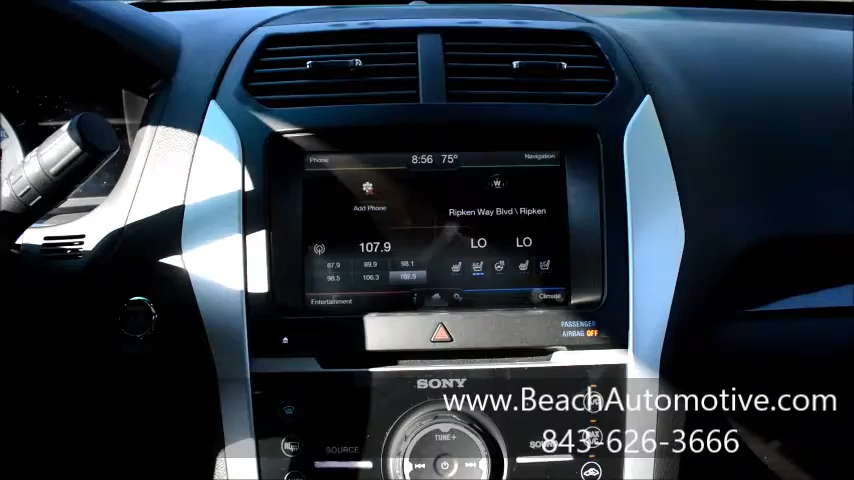 Phone 8:56 75° Navigation
W
Add Phone
Ripken Way Blvd \ Ripken
107.9 LO LO
87.9 89.9 98.1
98.5 106.3 107.9
Entertainment Climate
PASSENGER
AIRBAG OFF
SONY
www.BeachAutomotive.com
TUNE+
843-626-3666
SOURCE SOUND
MAX
A/C